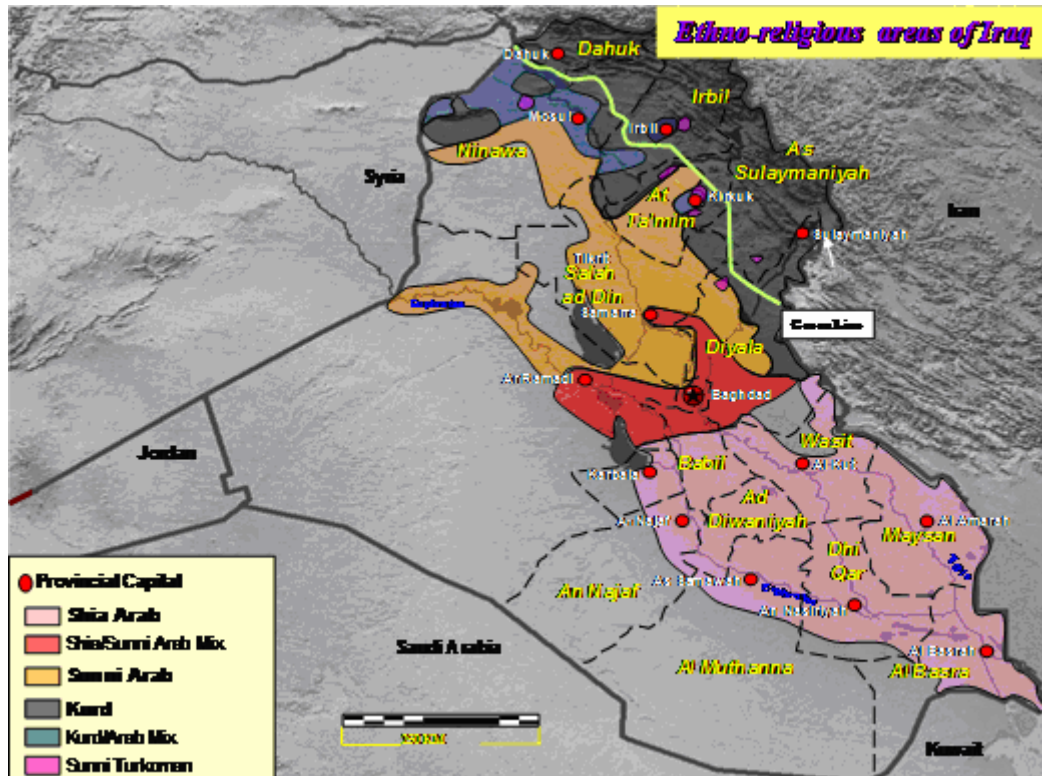 Ethno-religious areas of Iraq
Dahuk
Dahuk
Irbil
Mosul
Irbil
Ninawa
As
Sulaymaniyah
Syria
Iran
At
Ta'mim
Kirkuk
Sulaymaniyah
Tikrit
Salah
ad Din
Samarra
Green Line
Diyala
Ar Ramadi
Baghdad
Wasit
Jordan
Babil
Karbala
Al Kut
Ad
Diwaniyah
An Najaf
Al Amarah
Maysan
Dhi
Qar
As Samawah
An Najaf
An Nasiriyah
Saudi Arabia
Al Basrah
Al Muthanna
Al Basra
Kuwait
Provincial Capital
Shia Arab
Shia/Sunni Arab Mix
Sunni Arab
Kurd
Kurd/Arab Mix
Sunni Turkoman